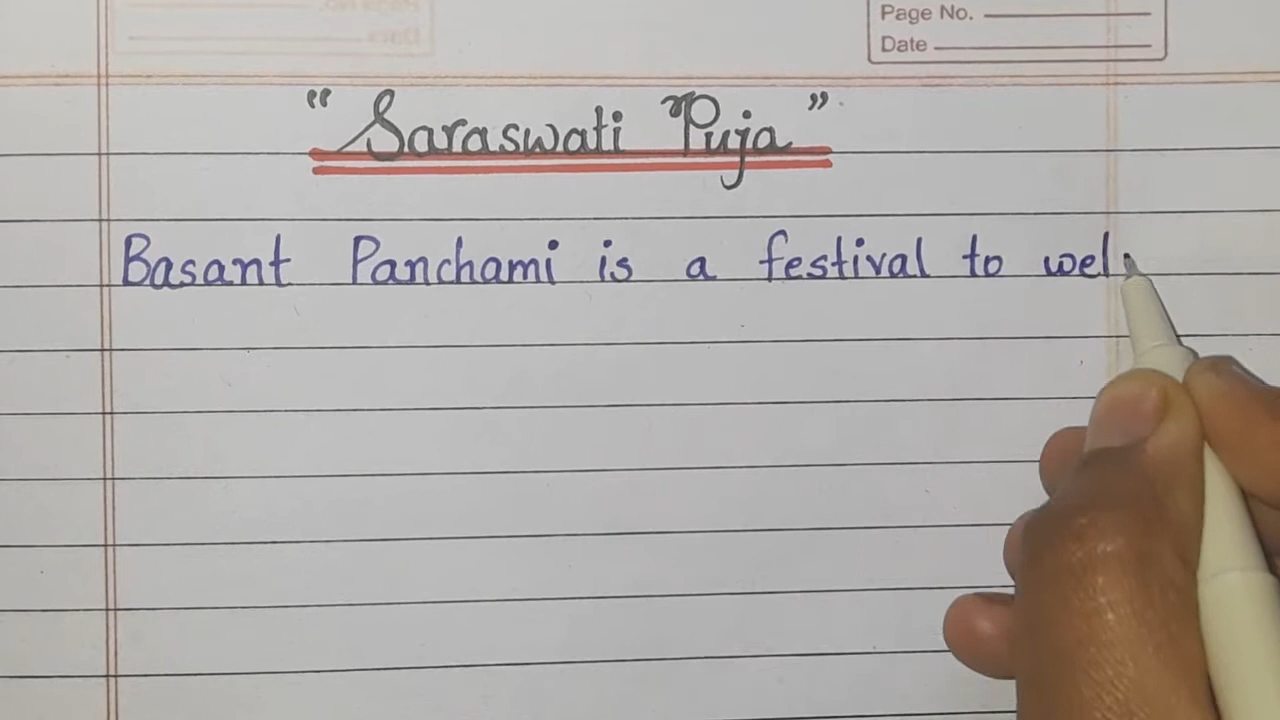 Page No.
Date
“ Saraswati Puja ”
Basant Panchami is a festival to wel